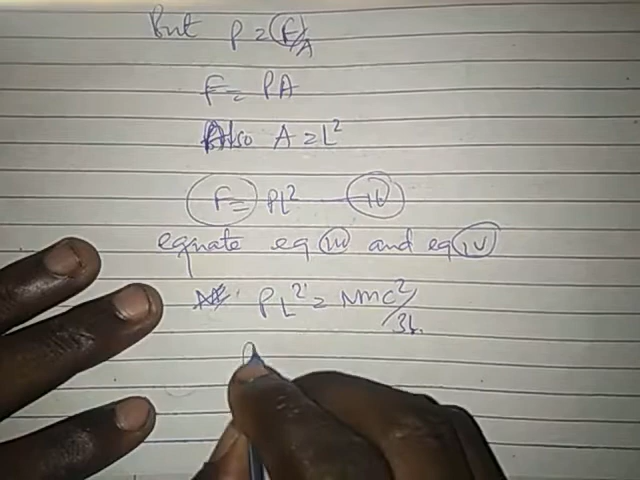 But P = F/A
F = PA
Also A = L²
F = PL² — iv
equate eq iii and eq iv
PL² = Nmc²/3L
P